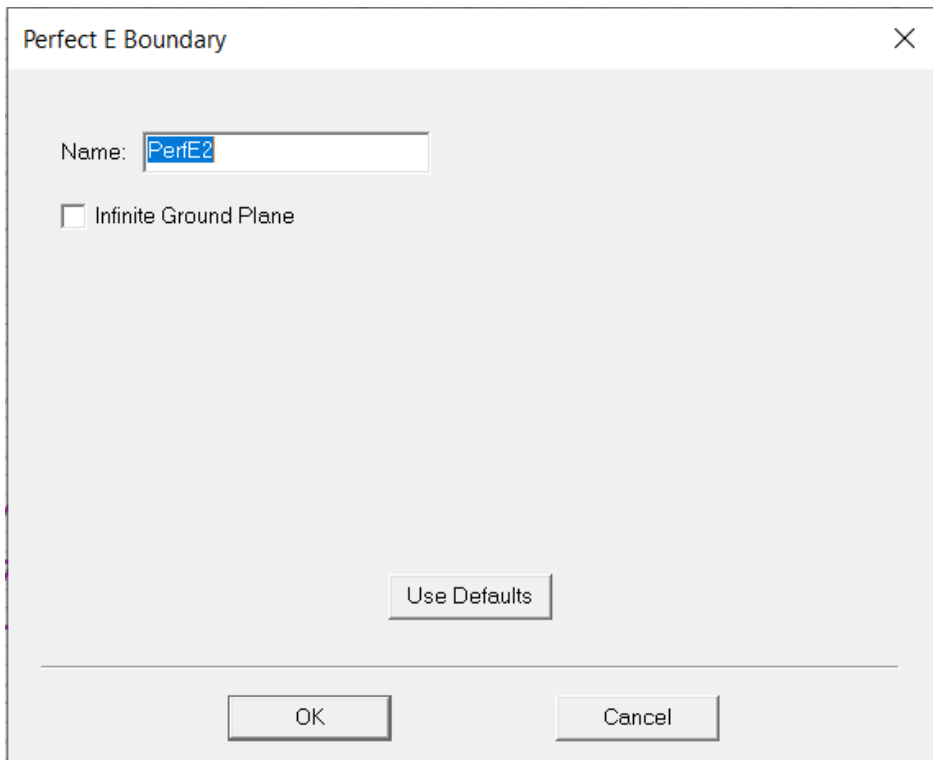 Perfect E Boundary
Name: PerfE2
Infinite Ground Plane
Use Defaults
OK Cancel